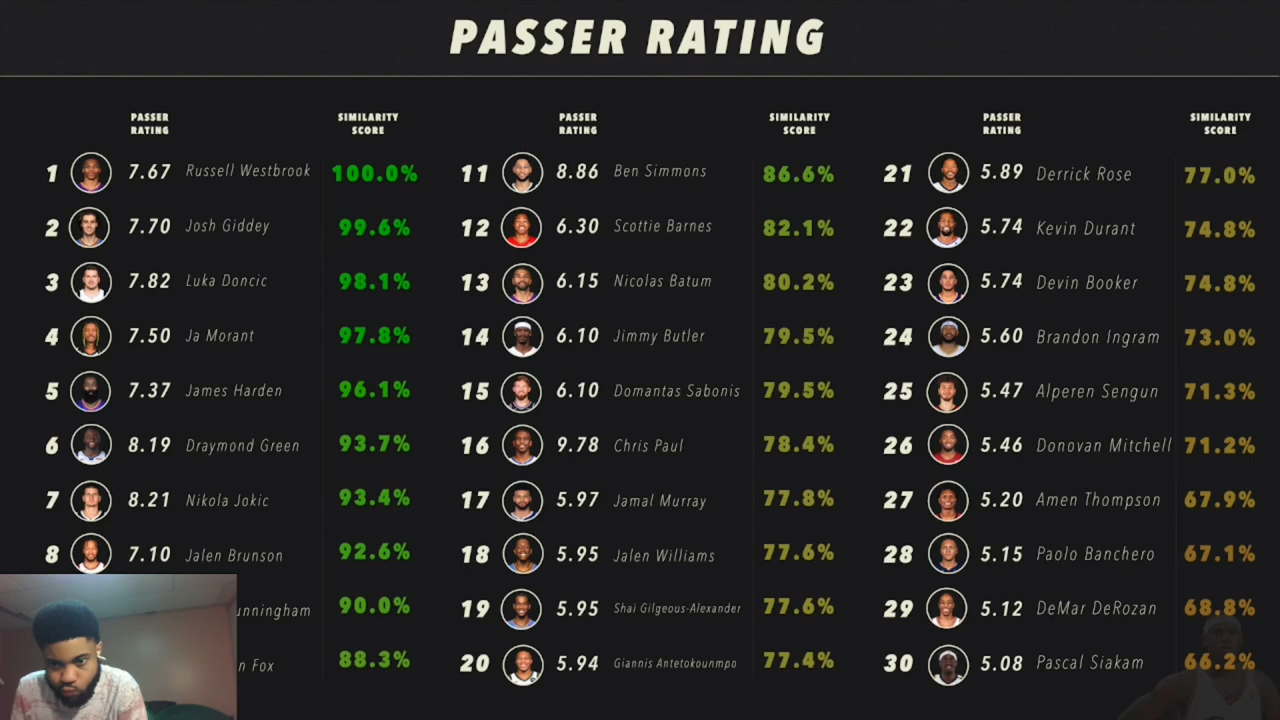 PASSER RATING
PASSER RATING SIMILARITY SCORE PASSER RATING SIMILARITY SCORE PASSER RATING SIMILARITY SCORE
1 7.67 Russell Westbrook 100.0% 11 8.86 Ben Simmons 86.6% 21 5.89 Derrick Rose 77.0%
2 7.70 Josh Giddey 99.6% 12 6.30 Scottie Barnes 82.1% 22 5.74 Kevin Durant 74.8%
3 7.82 Luka Doncic 98.1% 13 6.15 Nicolas Batum 80.2% 23 5.74 Devin Booker 74.8%
4 7.50 Ja Morant 97.8% 14 6.10 Jimmy Butler 79.5% 24 5.60 Brandon Ingram 73.0%
5 7.37 James Harden 96.1% 15 6.10 Domantas Sabonis 79.5% 25 5.47 Alperen Sengun 71.3%
6 8.19 Draymond Green 93.7% 16 9.78 Chris Paul 78.4% 26 5.46 Donovan Mitchell 71.2%
7 8.21 Nikola Jokic 93.4% 17 5.97 Jamal Murray 77.8% 27 5.20 Amen Thompson 67.9%
8 7.10 Jalen Brunson 92.6% 18 5.95 Jalen Williams 77.6% 28 5.15 Paolo Banchero 67.1%
unningham 90.0% 19 5.95 Shai Gilgeous-Alexander 77.6% 29 5.12 DeMar DeRozan 68.8%
n Fox 88.3% 20 5.94 Giannis Antetokounmpo 77.4% 30 5.08 Pascal Siakam 66.2%